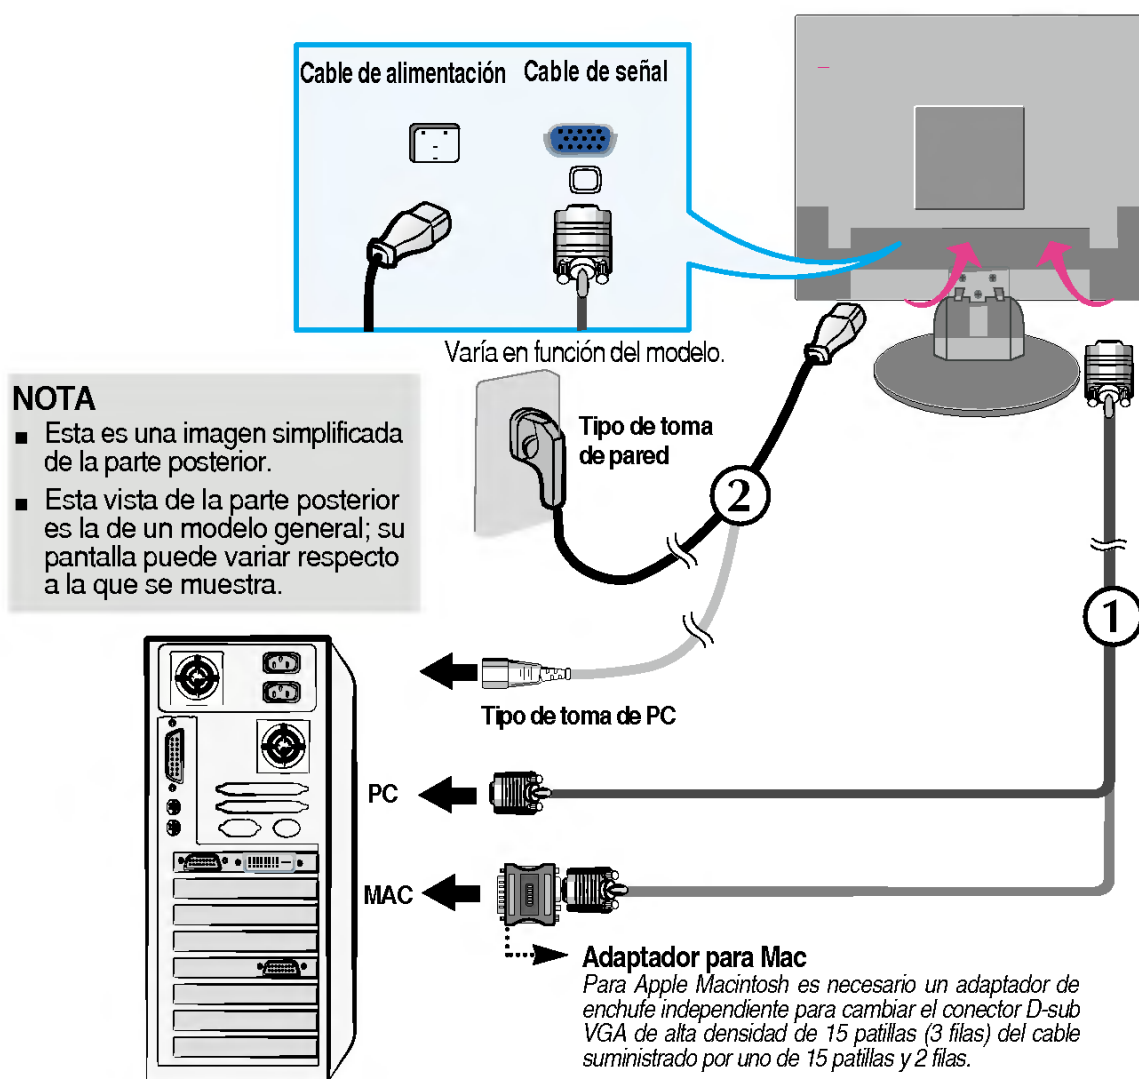 Cable de alimentación
Cable de señal
Varía en función del modelo.
NOTA
■ Esta es una imagen simplificada
de la parte posterior.
■ Esta vista de la parte posterior
es la de un modelo general; su
pantalla puede variar respecto
a la que se muestra.
Tipo de toma
de pared
2
1
Tipo de toma de PC
PC
MAC
Adaptador para Mac
Para Apple Macintosh es necesario un adaptador de
enchufe independiente para cambiar el conector D-sub
VGA de alta densidad de 15 patillas (3 filas) del cable
suministrado por uno de 15 patillas y 2 filas.